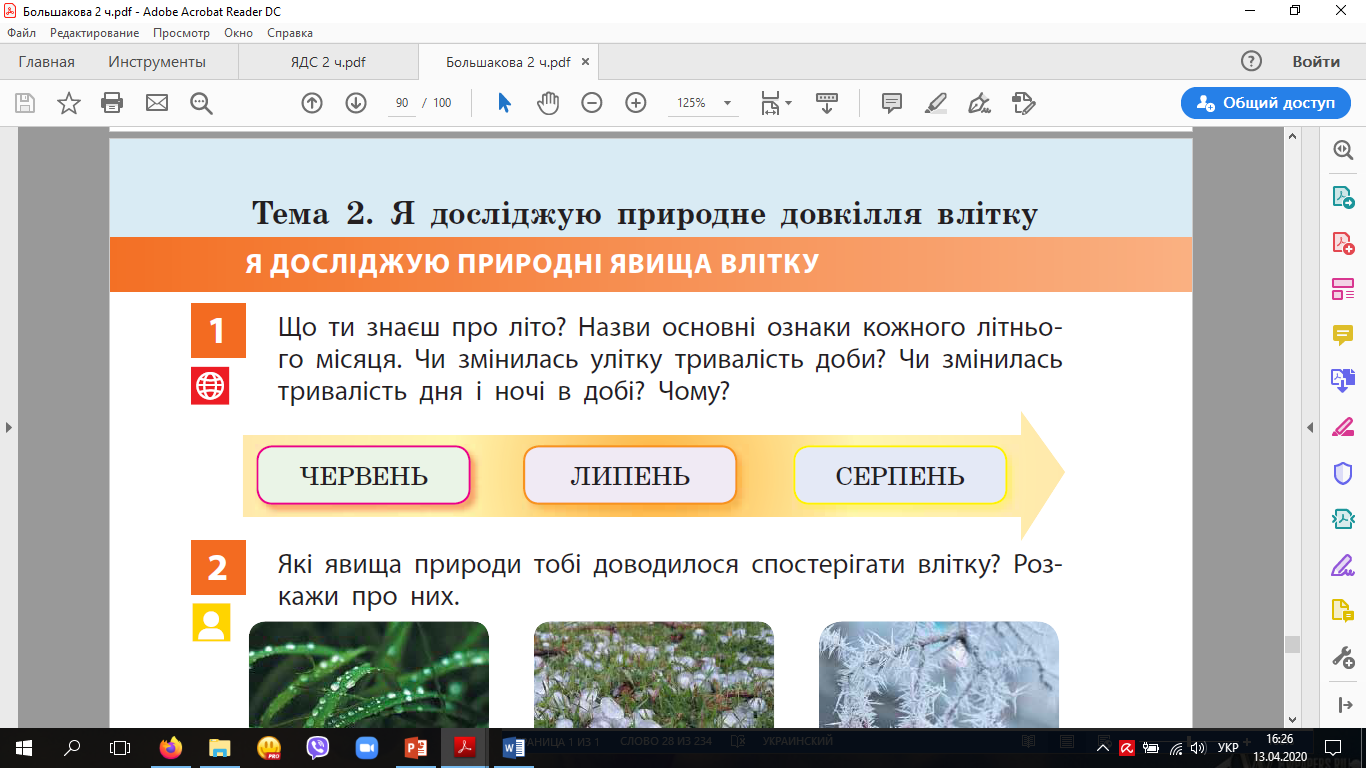 Большакова 2 ч.pdf - Adobe Acrobat Reader DC
Файл Редактирование Просмотр Окно Справка
Главная Инструменты ЯДС 2 ч.pdf Большакова 2 ч.pdf × ? Войти
90 / 100 125% Общий доступ
Тема 2. Я досліджую природне довкілля влітку
Я ДОСЛІДЖУЮ ПРИРОДНІ ЯВИЩА ВЛІТКУ
1 Що ти знаєш про літо? Назви основні ознаки кожного літньо-
го місяця. Чи змінилась улітку тривалість доби? Чи змінилась
тривалість дня і ночі в добі? Чому?
ЧЕРВЕНЬ ЛИПЕНЬ СЕРПЕНЬ
2 Які явища природи тобі доводилося спостерігати влітку? Роз-
кажи про них.
АНИЦА 1 ИЗ 1 СЛОВО 28 ИЗ 234 УКРАИНСКИЙ
УКР 16:26
13.04.2020